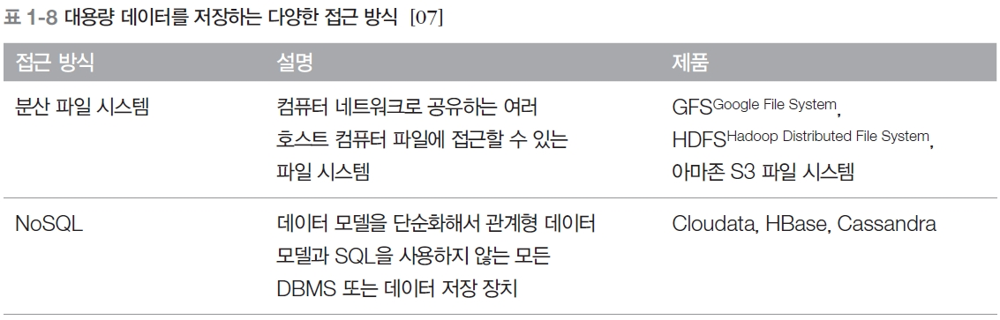 표 1-8 대용량 데이터를 저장하는 다양한 접근 방식 [07]
접근 방식 설명 제품
분산 파일 시스템 컴퓨터 네트워크로 공유하는 여러 GFS Google File System,
호스트 컴퓨터 파일에 접근할 수 있는 HDFS Hadoop Distributed File System,
파일 시스템 아마존 S3 파일 시스템
NoSQL 데이터 모델을 단순화해서 관계형 데이터 Cloudata, HBase, Cassandra
모델과 SQL을 사용하지 않는 모든
DBMS 또는 데이터 저장 장치